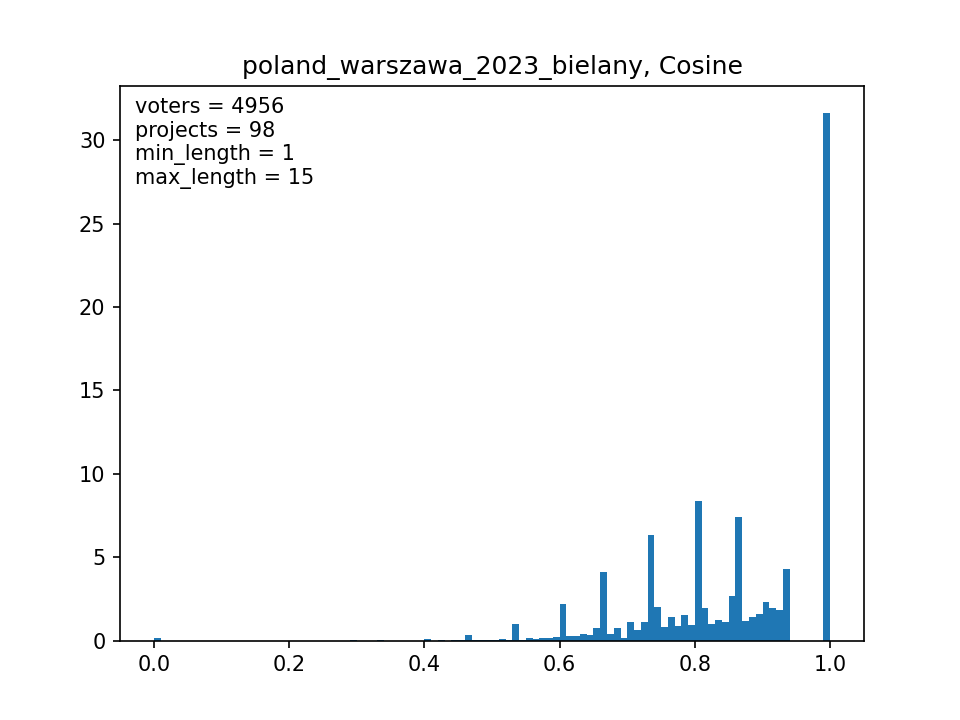 poland_warszawa_2023_bielany, Cosine
voters = 4956
projects = 98
min_length = 1
max_length = 15
30
25
20
15
10
5
0
0.0 0.2 0.4 0.6 0.8 1.0